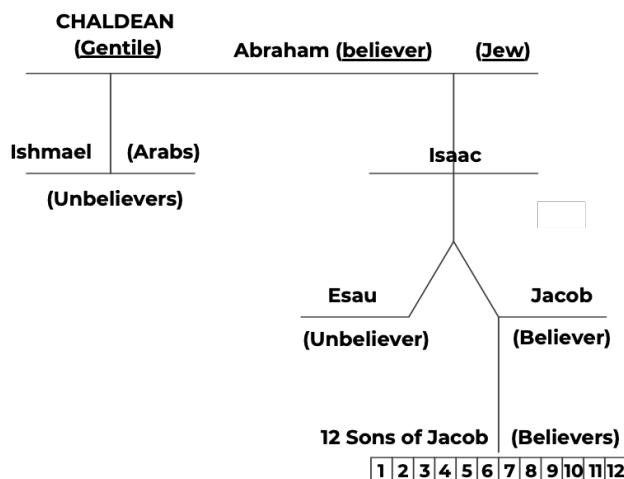 CHALDEAN
(Gentile) Abraham (believer) (Jew)
Ishmael (Arabs) Isaac
(Unbelievers)
Esau Jacob
(Unbeliever) (Believer)
12 Sons of Jacob (Believers)
1 2 3 4 5 6 7 8 9 10 11 12